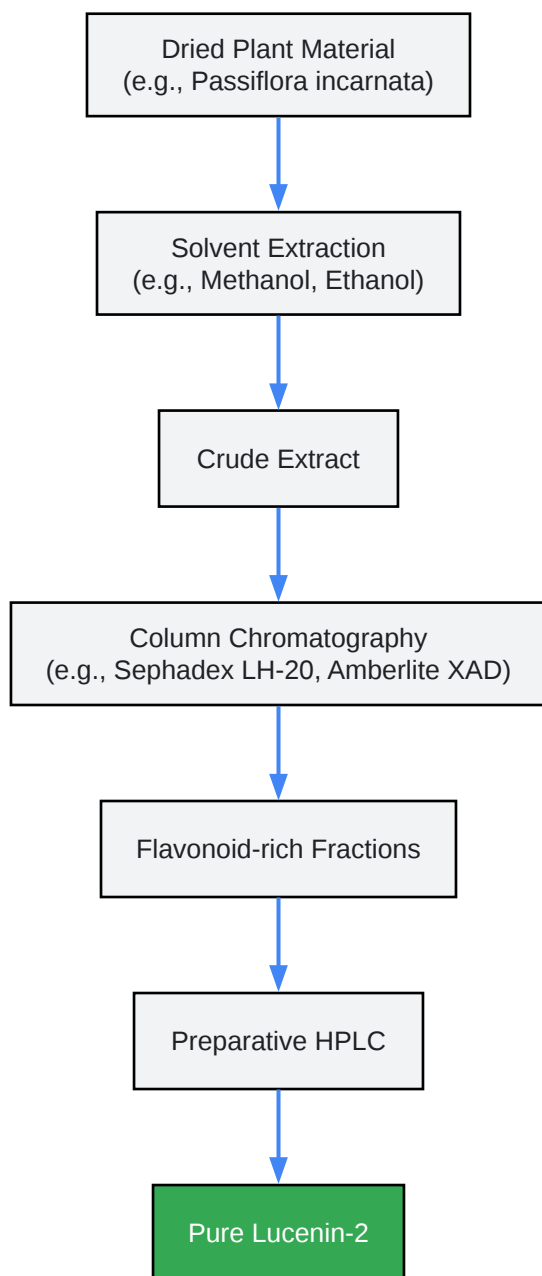 Dried Plant Material
(e.g., Passiflora incarnata)
Solvent Extraction
(e.g., Methanol, Ethanol)
Crude Extract
Column Chromatography
(e.g., Sephadex LH-20, Amberlite XAD)
Flavonoid-rich Fractions
Preparative HPLC
Pure Lucenin-2